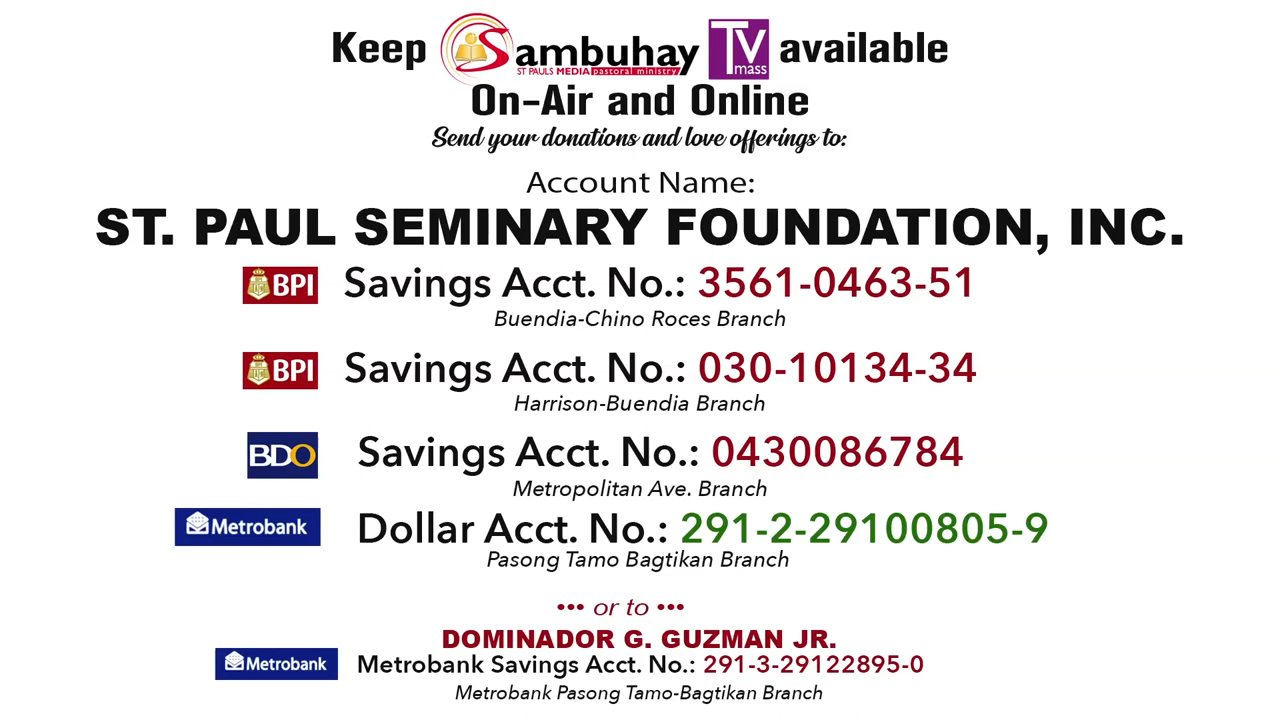 Keep Sambuhay TV mass available
ST PAULS MEDIA pastoral ministry
On-Air and Online
Send your donations and love offerings to:
Account Name:
ST. PAUL SEMINARY FOUNDATION, INC.
BPI Savings Acct. No.: 3561-0463-51
Buendia-Chino Roces Branch
BPI Savings Acct. No.: 030-10134-34
Harrison-Buendia Branch
BDO Savings Acct. No.: 0430086784
Metropolitan Ave. Branch
Metrobank Dollar Acct. No.: 291-2-29100805-9
Pasong Tamo Bagtikan Branch
••• or to •••
DOMINADOR G. GUZMAN JR.
Metrobank Metrobank Savings Acct. No.: 291-3-29122895-0
Metrobank Pasong Tamo-Bagtikan Branch